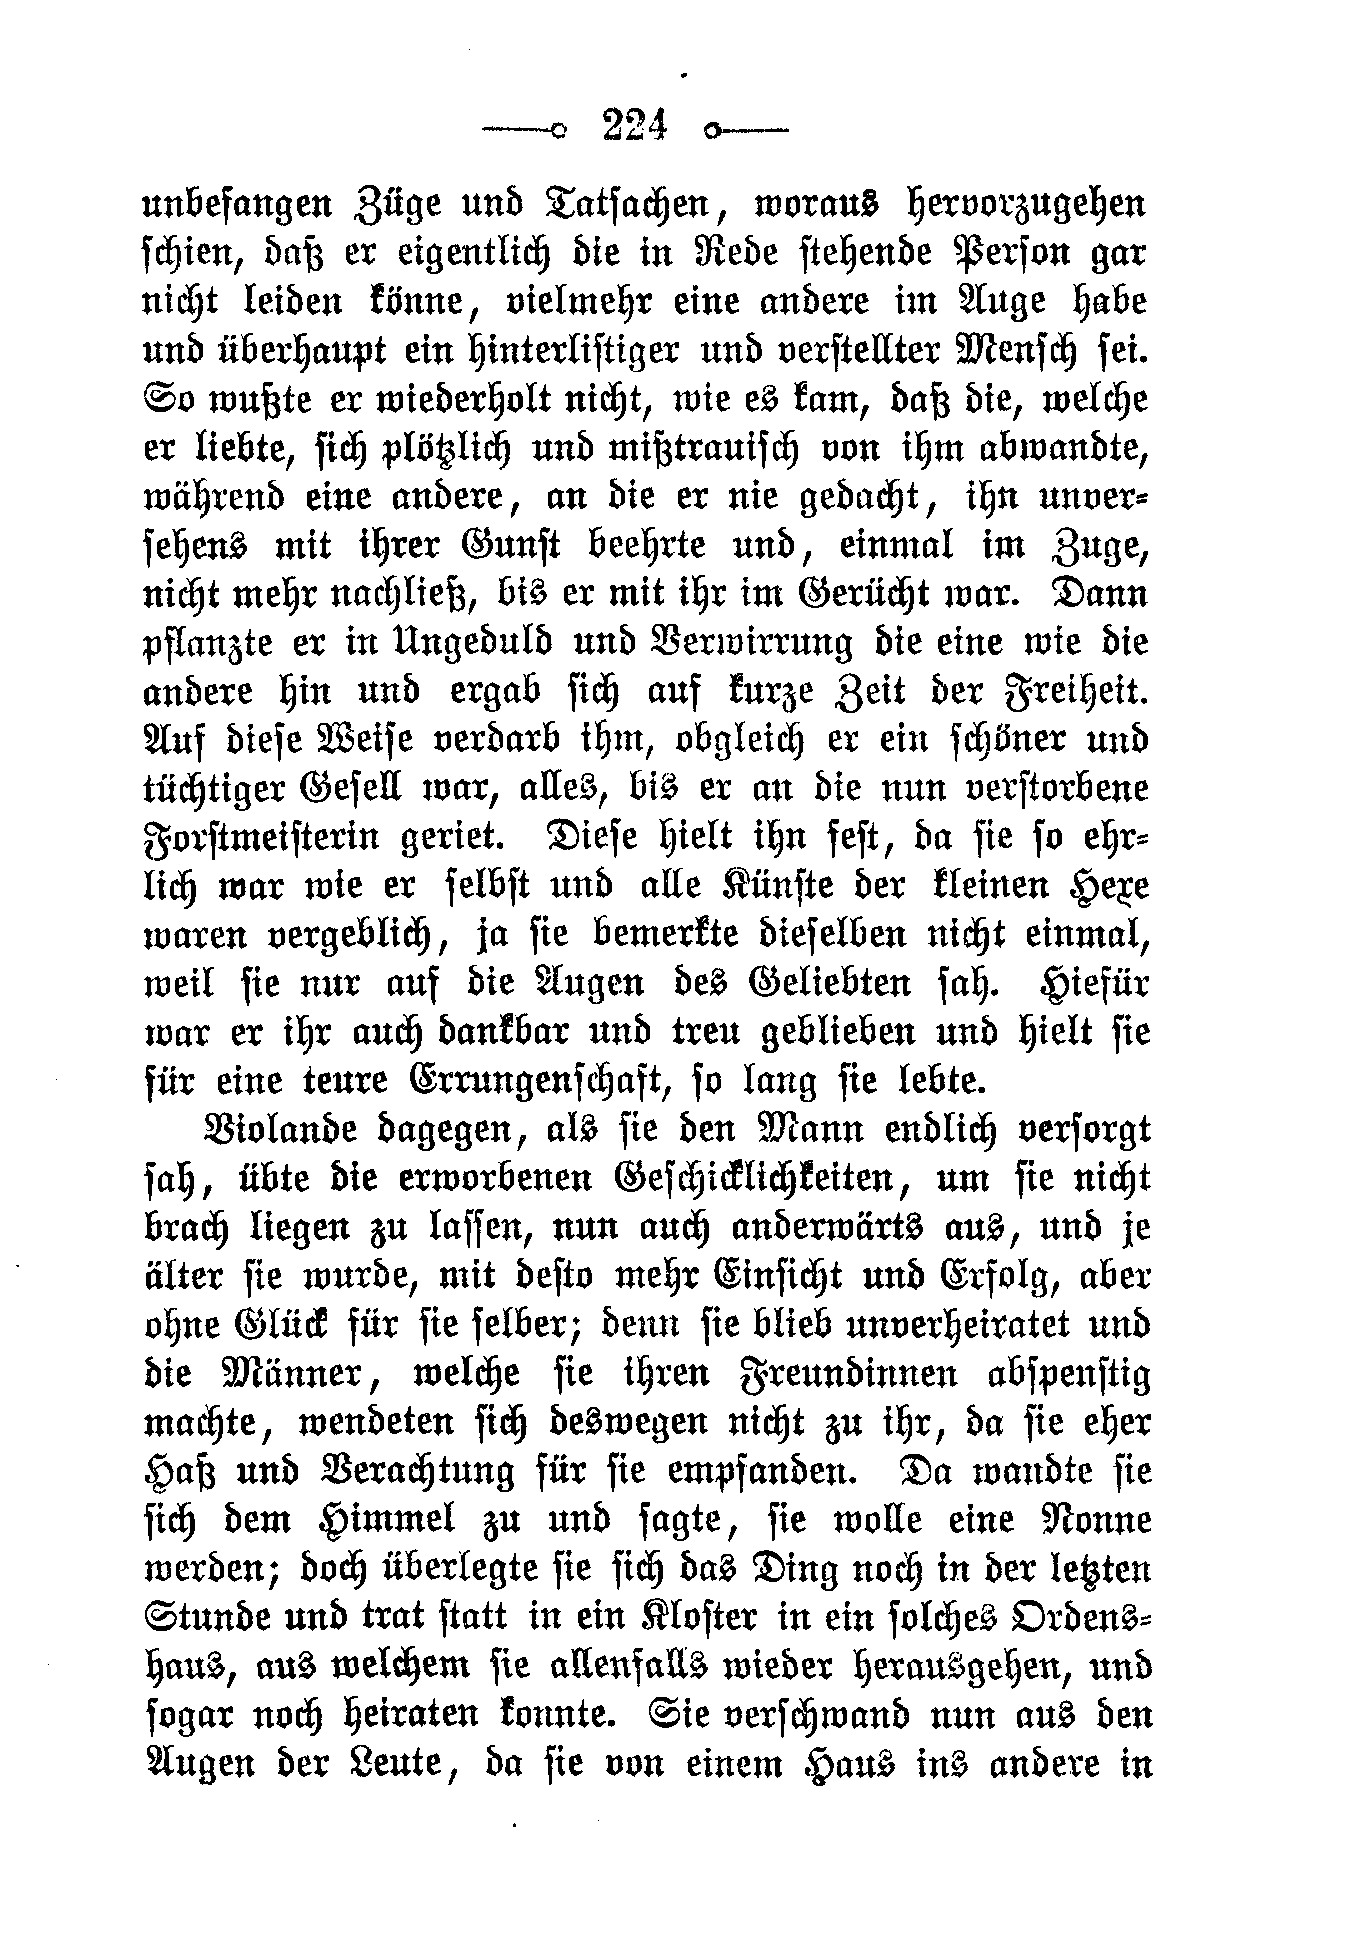 224
unbefangen Züge und Tatsachen, woraus hervorzugehen
schien, daß er eigentlich die in Rede stehende Person gar
nicht leiden könne, vielmehr eine andere im Auge habe
und überhaupt ein hinterlistiger und verstellter Mensch sei.
So wußte er wiederholt nicht, wie es kam, daß die, welche
er liebte, sich plötzlich und mißtrauisch von ihm abwandte,
während eine andere, an die er nie gedacht, ihn unver-
sehens mit ihrer Gunst beehrte und, einmal im Zuge,
nicht mehr nachließ, bis er mit ihr im Gerücht war. Dann
pflanzte er in Ungeduld und Verwirrung die eine wie die
andere hin und ergab sich auf kurze Zeit der Freiheit.
Auf diese Weise verdarb ihm, obgleich er ein schöner und
tüchtiger Gesell war, alles, bis er an die nun verstorbene
Forstmeisterin geriet. Diese hielt ihn fest, da sie so ehr-
lich war wie er selbst und alle Künste der kleinen Hexe
waren vergeblich, ja sie bemerkte dieselben nicht einmal,
weil sie nur auf die Augen des Geliebten sah. Hiefür
war er ihr auch dankbar und treu geblieben und hielt sie
für eine teure Errungenschaft, so lang sie lebte.
Violande dagegen, als sie den Mann endlich versorgt
sah, übte die erworbenen Geschicklichkeiten, um sie nicht
brach liegen zu lassen, nun auch anderwärts aus, und je
älter sie wurde, mit desto mehr Einsicht und Erfolg, aber
ohne Glück für sie selber; denn sie blieb unverheiratet und
die Männer, welche sie ihren Freundinnen abspenstig
machte, wendeten sich deswegen nicht zu ihr, da sie eher
Haß und Verachtung für sie empfanden. Da wandte sie
sich dem Himmel zu und sagte, sie wolle eine Nonne
werden; doch überlegte sie sich das Ding noch in der letzten
Stunde und trat statt in ein Kloster in ein solches Ordens-
haus, aus welchem sie allenfalls wieder herausgehen, und
sogar noch heiraten konnte. Sie verschwand nun aus den
Augen der Leute, da sie von einem Haus ins andere in